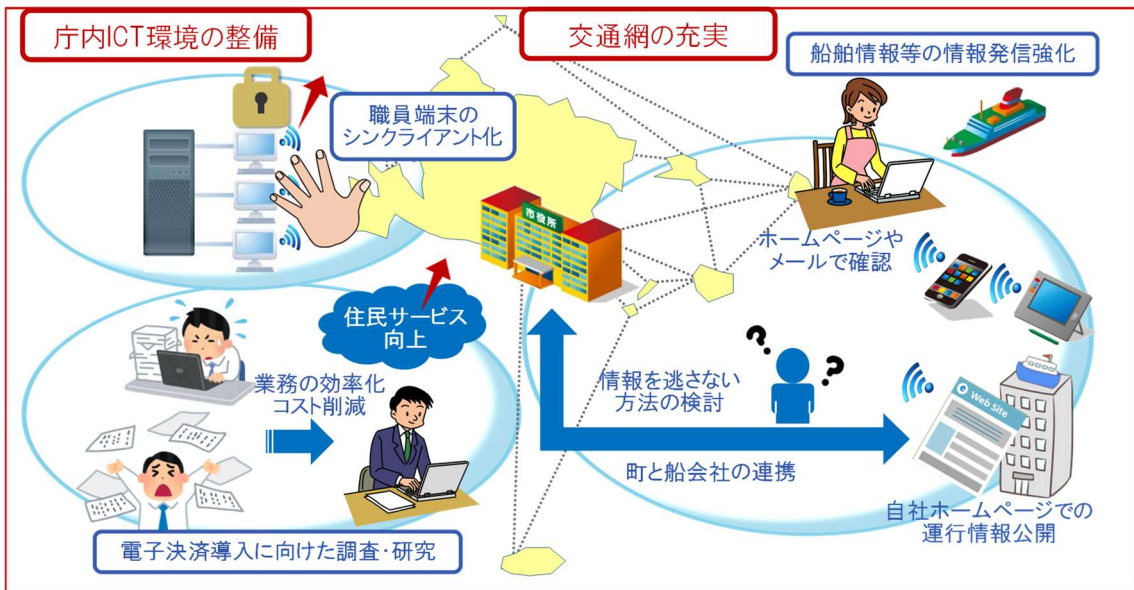 庁内ICT環境の整備
職員端末の
シンクライアント化
住民サービス
向上
業務の効率化
コスト削減
電子決済導入に向けた調査・研究
交通網の充実
船舶情報等の情報発信強化
市役所
ホームページや
メールで確認
?
?
情報を逃さない
方法の検討
町と船会社の連携
Web Site
自社ホームページでの
運行情報公開